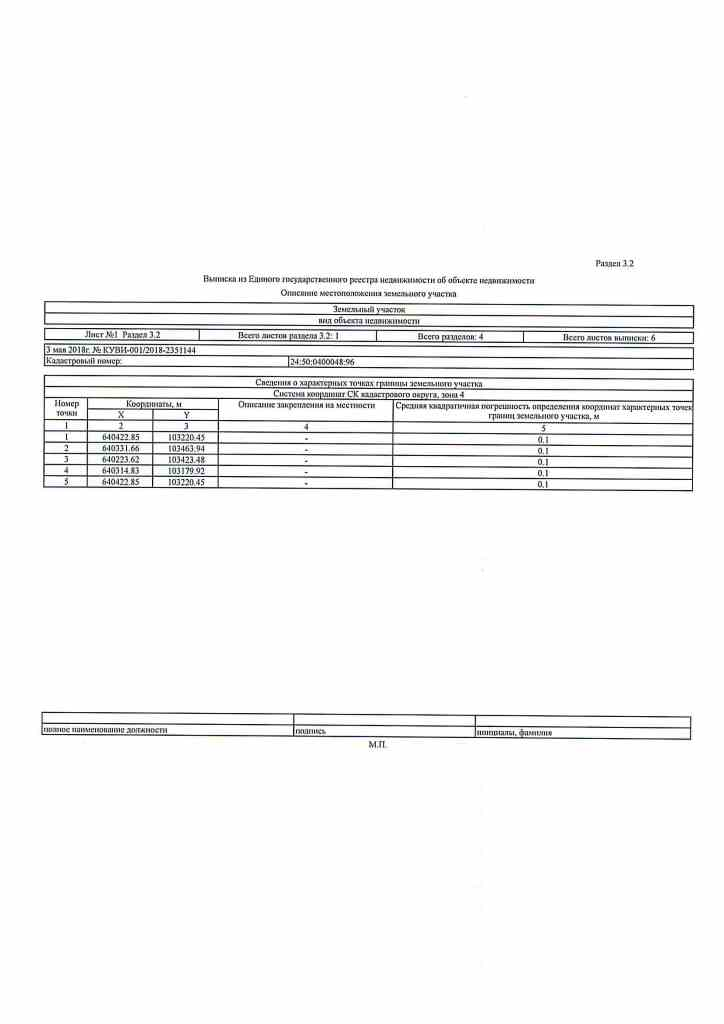 Раздел 3.2
Выписка из Единого государственного реестра недвижимости об объекте недвижимости
Описание местоположения земельного участка
Земельный участок
вид объекта недвижимости
Лист №1 Раздел 3.2 Всего листов раздела 3.2: 1 Всего разделов: 4 Всего листов выписки: 6
3 мая 2018г. № КУВИ-001/2018-2351144
Кадастровый номер: 24:50:0400048:96
Сведения о характерных точках границы земельного участка
Система координат СК кадастрового округа, зона 4
Номер точки Координаты, м Описание закрепления на местности Средняя квадратичная погрешность определения координат характерных точек границ земельного участка, м
X Y
1 2 3 4 5
1 640422.85 103220.45 - 0.1
2 640331.66 103463.94 - 0.1
3 640223.62 103423.48 - 0.1
4 640314.83 103179.92 - 0.1
5 640422.85 103220.45 - 0.1
полное наименование должности подпись инициалы, фамилия
М.П.